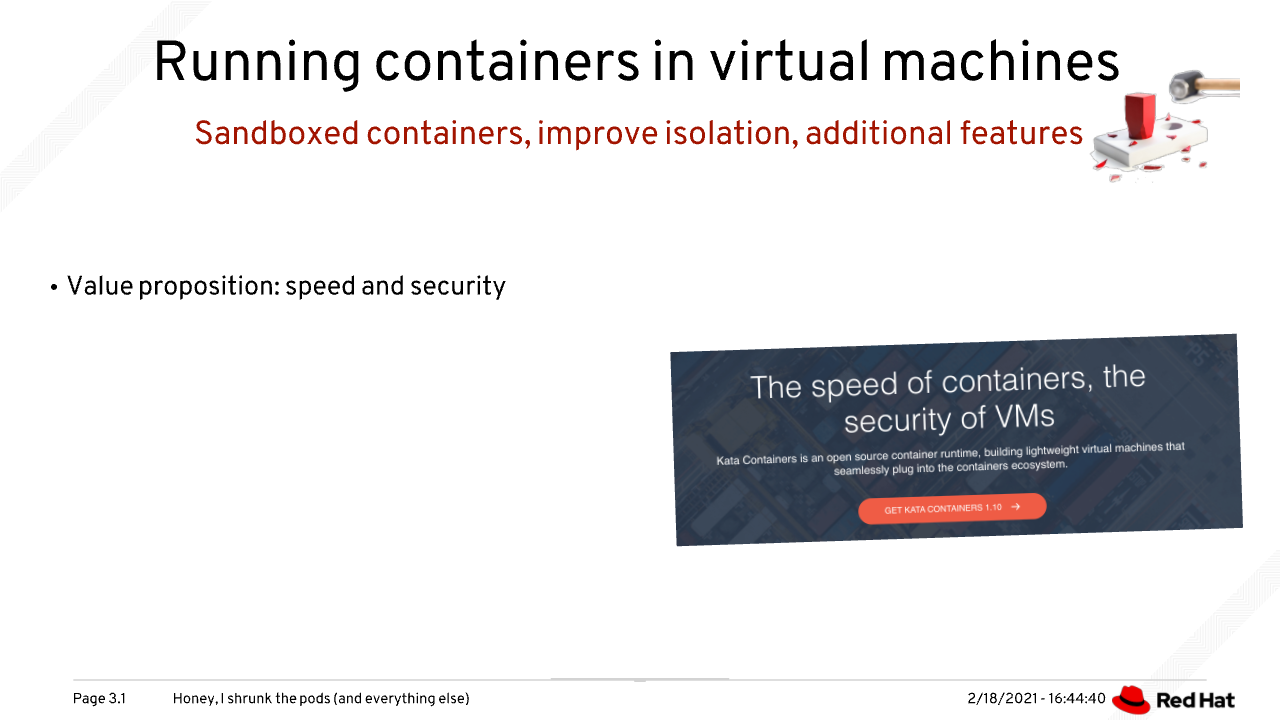 Running containers in virtual machines
Sandboxed containers, improve isolation, additional features
• Value proposition: speed and security
The speed of containers, the
security of VMs
Kata Containers is an open source container runtime, building lightweight virtual machines that
seamlessly plug into the containers ecosystem.
GET KATA CONTAINERS 1.10 →
Page 3.1
Honey, I shrunk the pods (and everything else)
2/18/2021 - 16:44:40
Red Hat